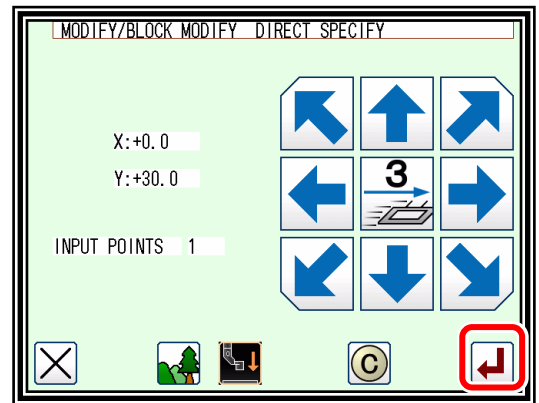 MODIFY/BLOCK MODIFY DIRECT SPECIFY
X:+0.0
3
Y:+30.0
INPUT POINTS 1
C